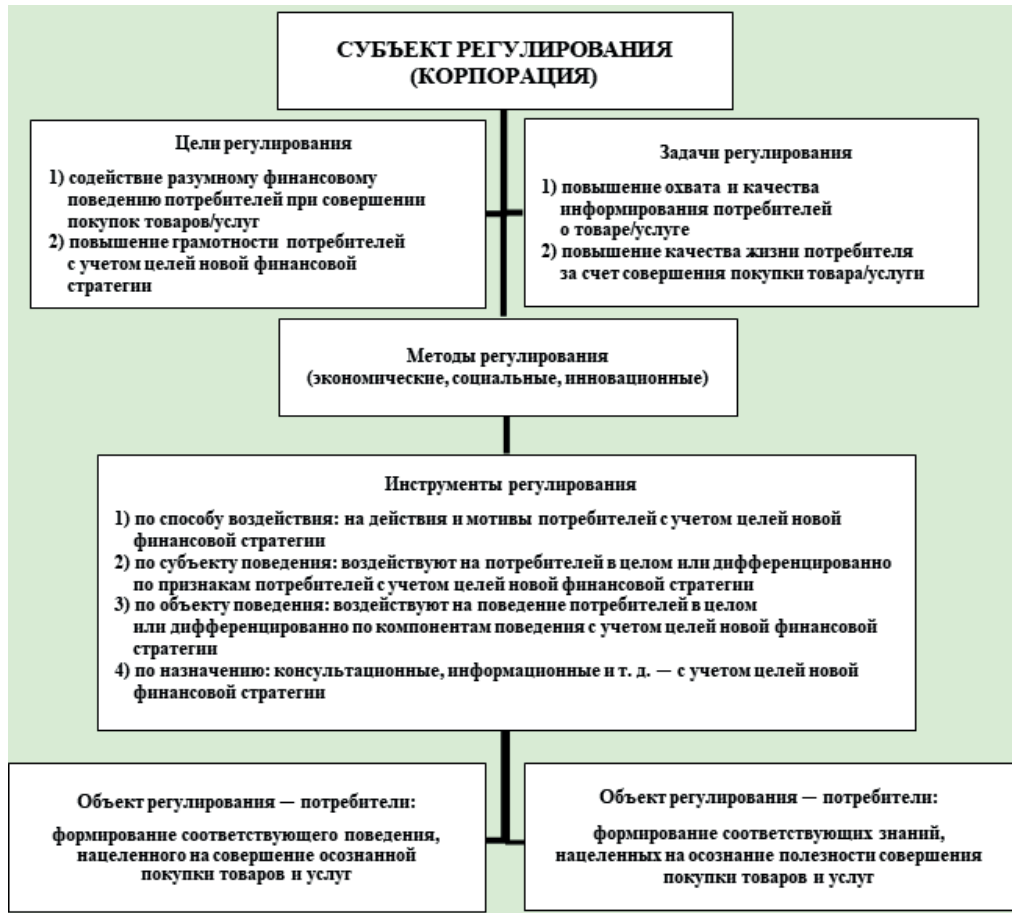 СУБЪЕКТ РЕГУЛИРОВАНИЯ
(КОРПОРАЦИЯ)
Цели регулирования
1) содействие разумному финансовому
поведению потребителей при совершении
покупок товаров/услуг
2) повышение грамотности потребителей
с учетом целей новой финансовой
стратегии
Задачи регулирования
1) повышение охвата и качества
информирования потребителей
о товаре/услуге
2) повышение качества жизни потребителя
за счет совершения покупки товара/услуги
Методы регулирования
(экономические, социальные, инновационные)
Инструменты регулирования
1) по способу воздействия: на действия и мотивы потребителей с учетом целей новой
финансовой стратегии
2) по субъекту поведения: воздействуют на потребителей в целом или дифференцированно
по признакам потребителей с учетом целей новой финансовой стратегии
3) по объекту поведения: воздействуют на поведение потребителей в целом
или дифференцированно по компонентам поведения с учетом целей новой финансовой
стратегии
4) по назначению: консультационные, информационные и т. д. — с учетом целей новой
финансовой стратегии
Объект регулирования — потребители:
формирование соответствующего поведения,
нацеленного на совершение осознанной
покупки товаров и услуг
Объект регулирования — потребители:
формирование соответствующих знаний,
нацеленных на осознание полезности совершения
покупки товаров и услуг